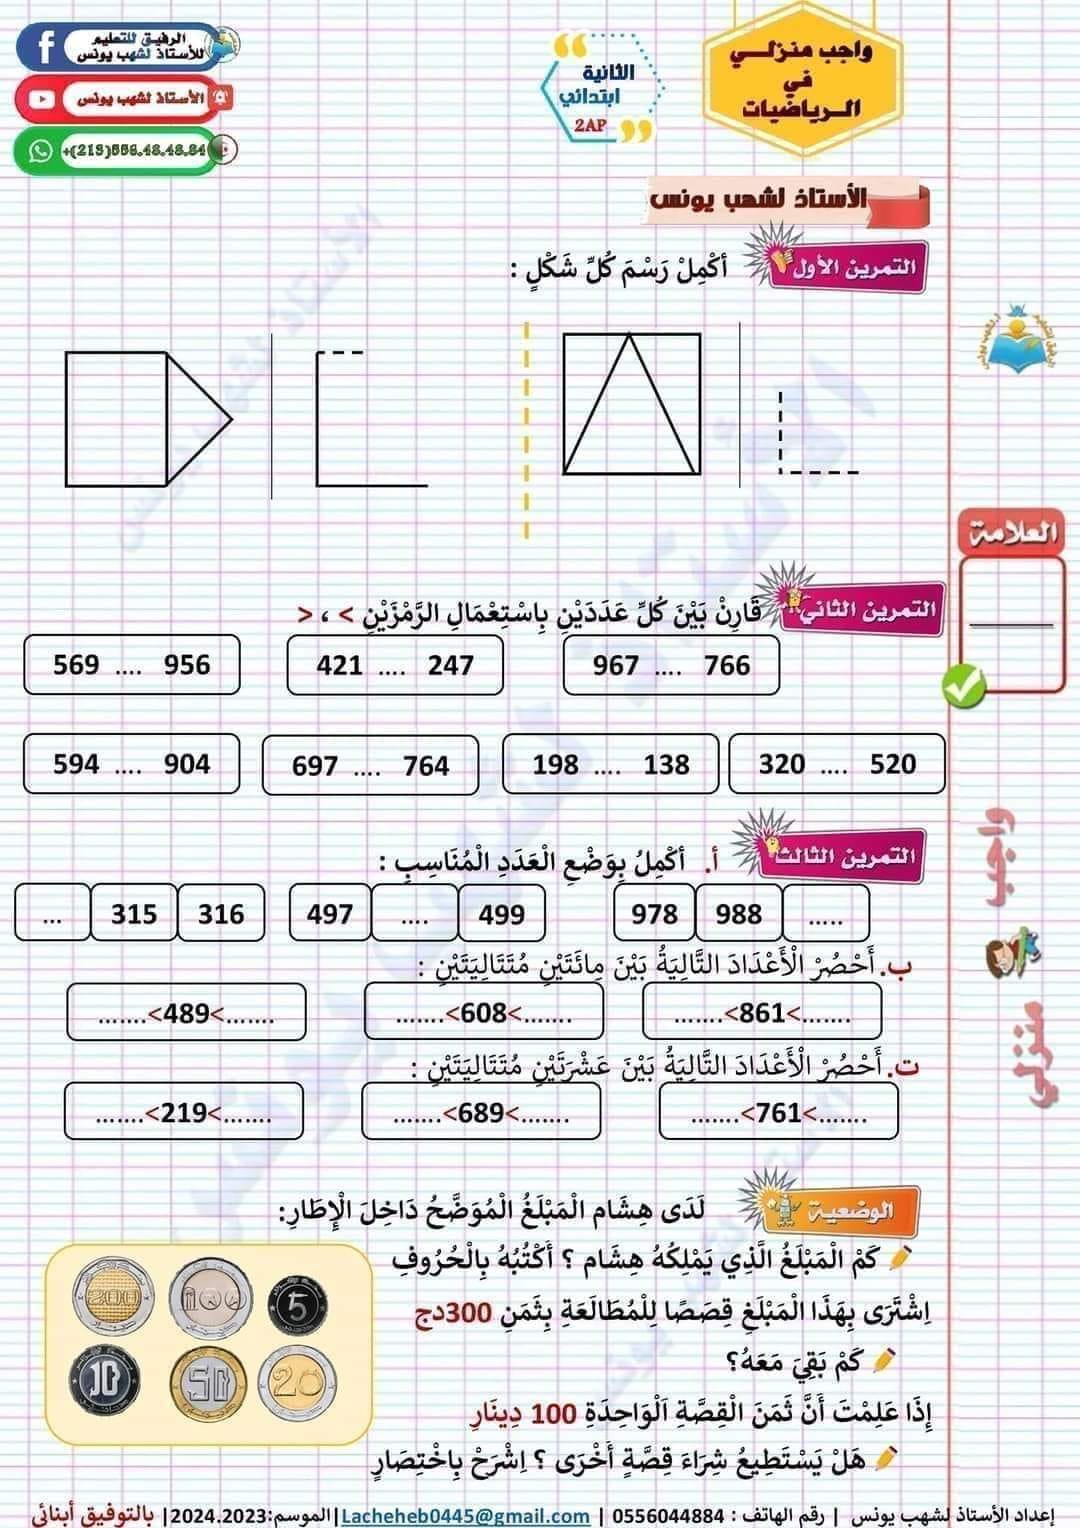 واجب منزلي
في
الرياضيات
الثانية
ابتدائي
2AP
الرفيق للتعليم
للأستاذ لشهب يونس
الأستاذ لشهب يونس
+(213)556.48.48.84
الأستاذ لشهب يونس
التمرين الأول
أكْمِلْ رَسْمَ كُلِّ شَكْلٍ :
العلامة
التمرين الثاني
قَارِنْ بَيْنَ كُلِّ عَدَدَيْنِ بِاسْتِعْمَالِ الرَّمْزَيْنِ > ، <
569 .... 956
421 .... 247
967 .... 766
594 .... 904
697 .... 764
198 .... 138
320 .... 520
التمرين الثالث
أ. أكْمِلُ بِوَضْعِ الْعَدَدِ الْمُنَاسِبِ :
... 315 316
497 .... 499
978 988 .....
ب. أَحْصُرْ الْأَعْدَادَ التَّالِيَةُ بَيْنَ مِائَتَيْنِ مُتَتَالِيَتَيْنِ :
.......<489<.......
.......<608<.......
.......<861<.......
ت. أَحْصُرْ الْأَعْدَادَ التَّالِيَةُ بَيْنَ عَشْرَتَيْنِ مُتَتَالِيَتَيْنِ :
.......<219<.......
.......<689<.......
.......<761<.......
واجب
منزلي
الوضعية
لَدَى هِشَام الْمَبْلَغُ الْمُوَضَّحُ دَاخِلَ الْإِطَارِ:
كَمْ الْمَبْلَغُ الَّذِي يَمْلِكُهُ هِشَام ؟ أَكْتُبُهُ بِالْحُرُوفِ
اِشْتَرَى بِهَذَا الْمَبْلَغِ قِصَصًا لِلْمُطَالَعَةِ بِثَمَنِ 300دج
كَمْ بَقِيَ مَعَهُ؟
إِذَا عَلِمْتَ أَنَّ ثَمَنَ الْقِصَّةِ اَلْوَاحِدَةِ 100 دِينَارِ
هَلْ يَسْتَطِيعُ شِرَاءَ قِصَّةٍ أَخْرَى ؟ اِشْرَحْ بِاخْتِصَارِ
200
100
5
10
50
20
إعداد الأستاذ لشهب يونس | رقم الهاتف : 0556044884 | Lacheheb0445@gmail.com|الموسم:2024.2023| بالتوفيق أبنائي